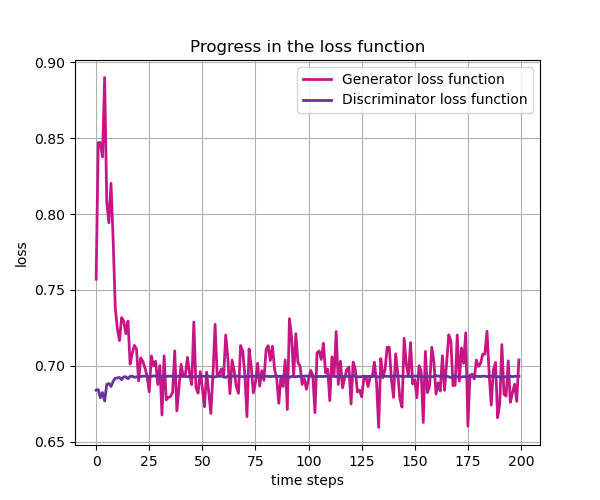 Progress in the loss function
Generator loss function
Discriminator loss function
0.90
0.85
0.80
0.75
0.70
0.65
loss
0 25 50 75 100 125 150 175 200
time steps